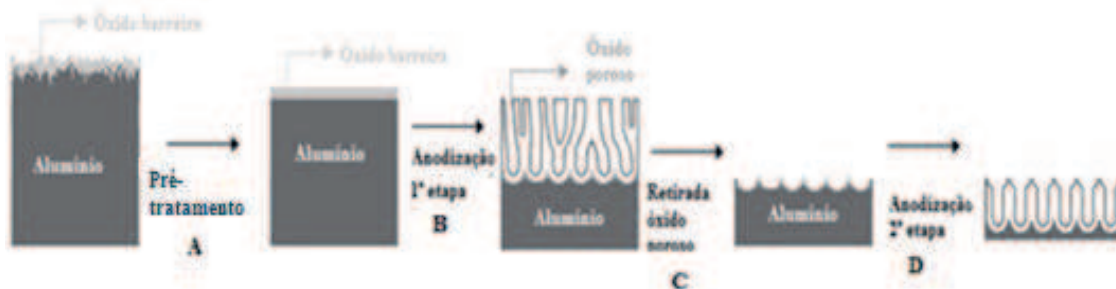 Óxido barreira
Alumínio
Pré-
tratamento
A
Óxido barreira
Alumínio
Anodização
1ª etapa
B
Óxido
poroso
Alumínio
Retirada
óxido
poroso
C
Alumínio
Anodização
2ª etapa
D